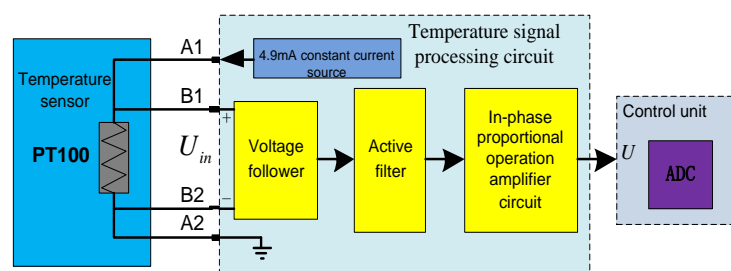 A1
4.9mA constant current
source
Temperature signal
processing circuit
Temperature
sensor
B1
PT100
+
U in
−
Voltage
follower
Active
filter
In-phase
proportional
operation
amplifier
circuit
Control unit
U
ADC
B2
A2